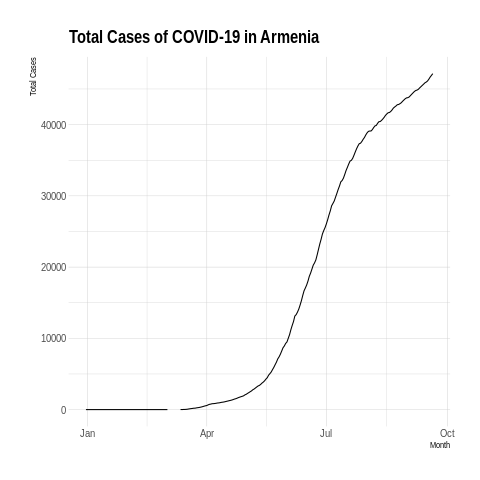 Total Cases of COVID-19 in Armenia
Total Cases
40000
30000
20000
10000
0
Jan Apr Jul Oct
Month